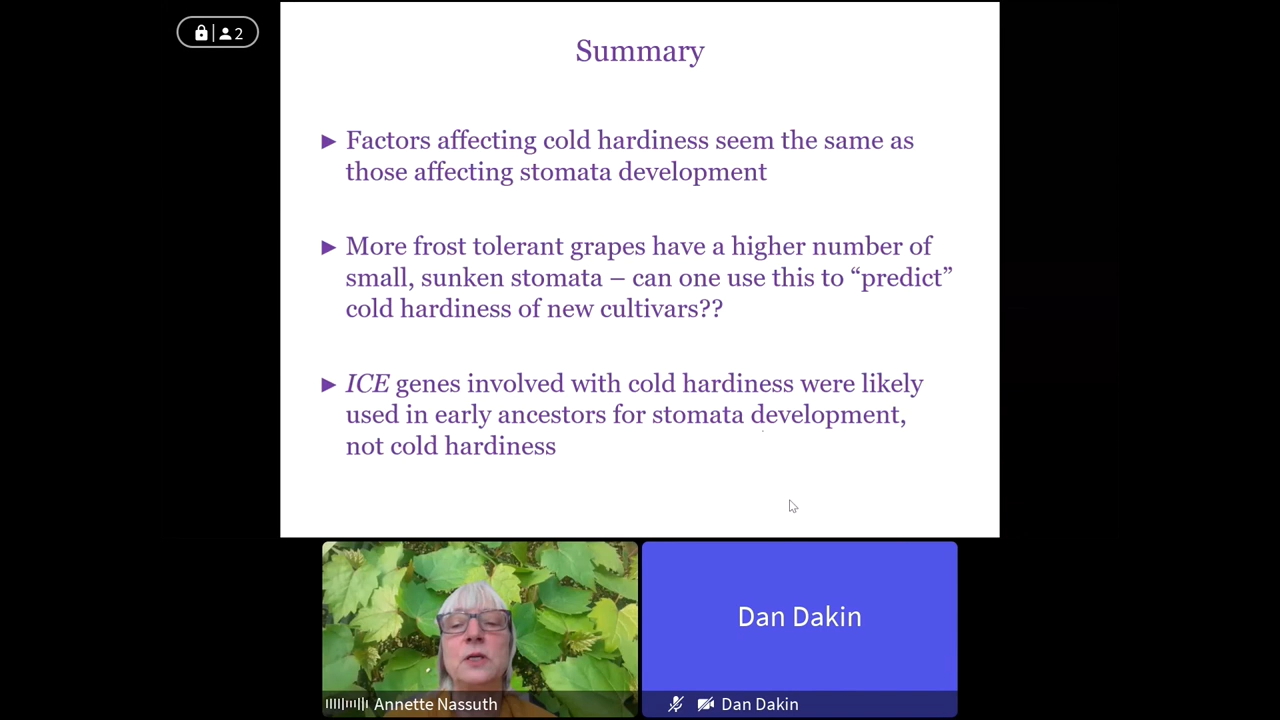 2
Summary
► Factors affecting cold hardiness seem the same as
those affecting stomata development
► More frost tolerant grapes have a higher number of
small, sunken stomata – can one use this to “predict”
cold hardiness of new cultivars??
► ICE genes involved with cold hardiness were likely
used in early ancestors for stomata development,
not cold hardiness
Dan Dakin
Annette Nassuth
Dan Dakin